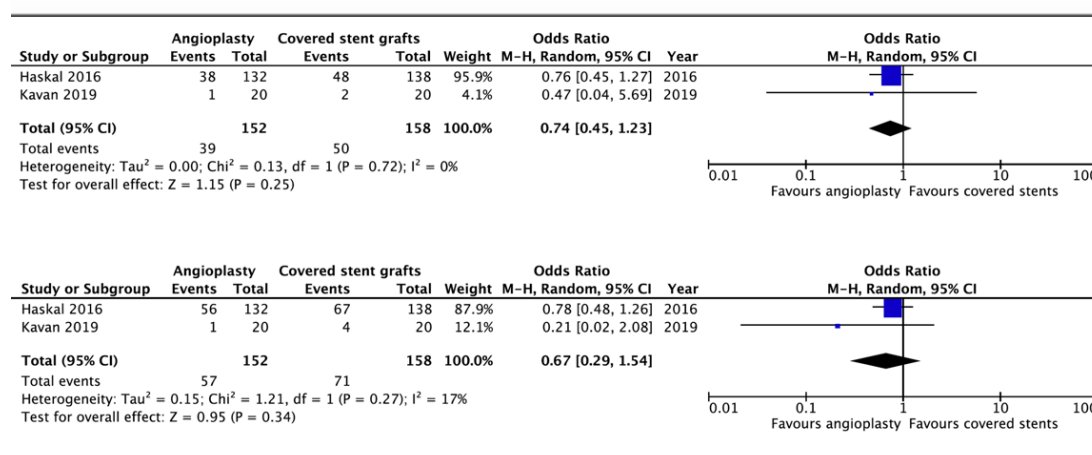 Angioplasty Covered stent grafts Odds Ratio Odds Ratio
Study or Subgroup Events Total Events Total Weight M-H, Random, 95% CI Year M-H, Random, 95% CI
Haskal 2016 38 132 48 138 95.9% 0.76 [0.45, 1.27] 2016
Kavan 2019 1 20 2 20 4.1% 0.47 [0.04, 5.69] 2019
Total (95% CI) 152 158 100.0% 0.74 [0.45, 1.23]
Total events 39 50
Heterogeneity: Tau² = 0.00; Chi² = 0.13, df = 1 (P = 0.72); I² = 0%
Test for overall effect: Z = 1.15 (P = 0.25)
0.01 0.1 1 10 100
Favours angioplasty Favours covered stents
Angioplasty Covered stent grafts Odds Ratio Odds Ratio
Study or Subgroup Events Total Events Total Weight M-H, Random, 95% CI Year M-H, Random, 95% CI
Haskal 2016 56 132 67 138 87.9% 0.78 [0.48, 1.26] 2016
Kavan 2019 1 20 4 20 12.1% 0.21 [0.02, 2.08] 2019
Total (95% CI) 152 158 100.0% 0.67 [0.29, 1.54]
Total events 57 71
Heterogeneity: Tau² = 0.15; Chi² = 1.21, df = 1 (P = 0.27); I² = 17%
Test for overall effect: Z = 0.95 (P = 0.34)
0.01 0.1 1 10 100
Favours angioplasty Favours covered stents